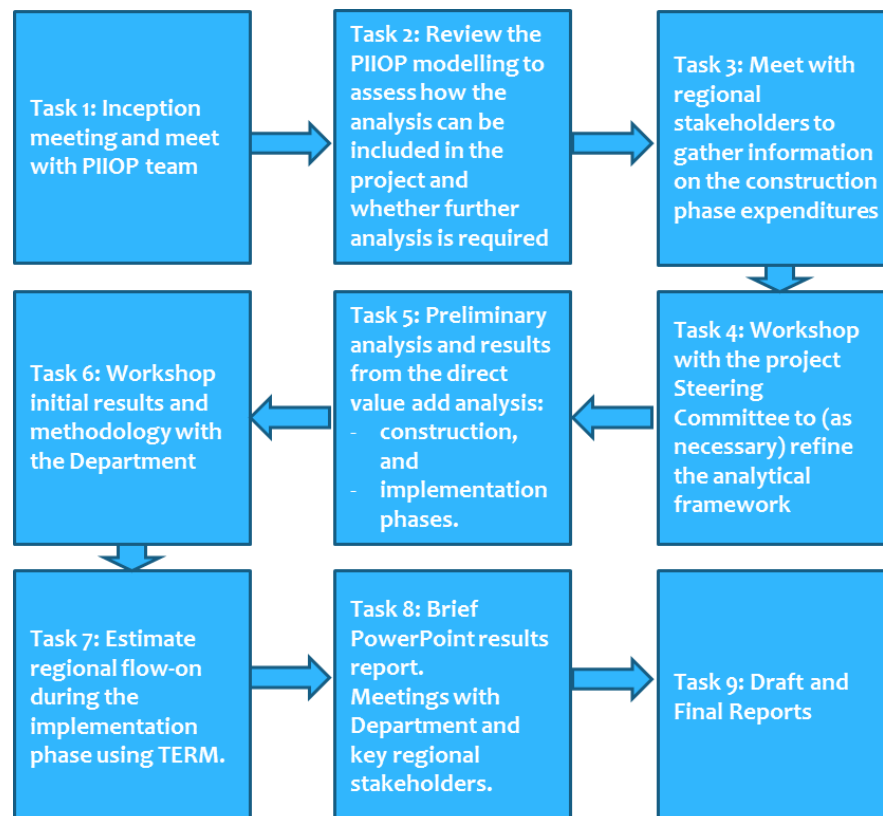 Task 1: Inception
meeting and meet
with PIIOP team
Task 2: Review the
PIIOP modelling to
assess how the
analysis can be
included in the
project and
whether further
analysis is required
Task 3: Meet with
regional
stakeholders to
gather information
on the construction
phase expenditures
Task 4: Workshop
with the project
Steering
Committee to (as
necessary) refine
the analytical
framework
Task 5: Preliminary
analysis and results
from the direct
value add analysis:
- construction,
and
- implementation
phases.
Task 6: Workshop
initial results and
methodology with
the Department
Task 7: Estimate
regional flow-on
during the
implementation
phase using TERM.
Task 8: Brief
PowerPoint results
report.
Meetings with
Department and
key regional
stakeholders.
Task 9: Draft and
Final Reports